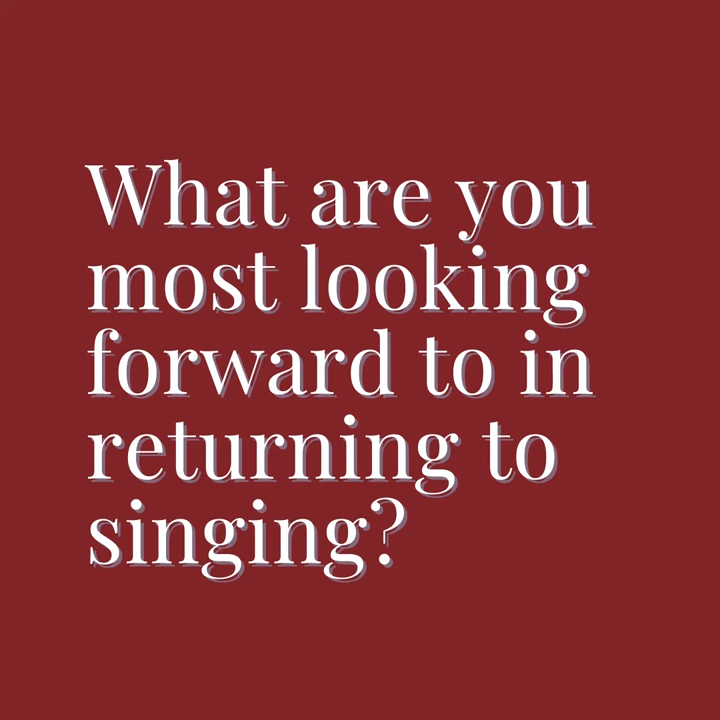 What are you
most looking
forward to in
returning to
singing?